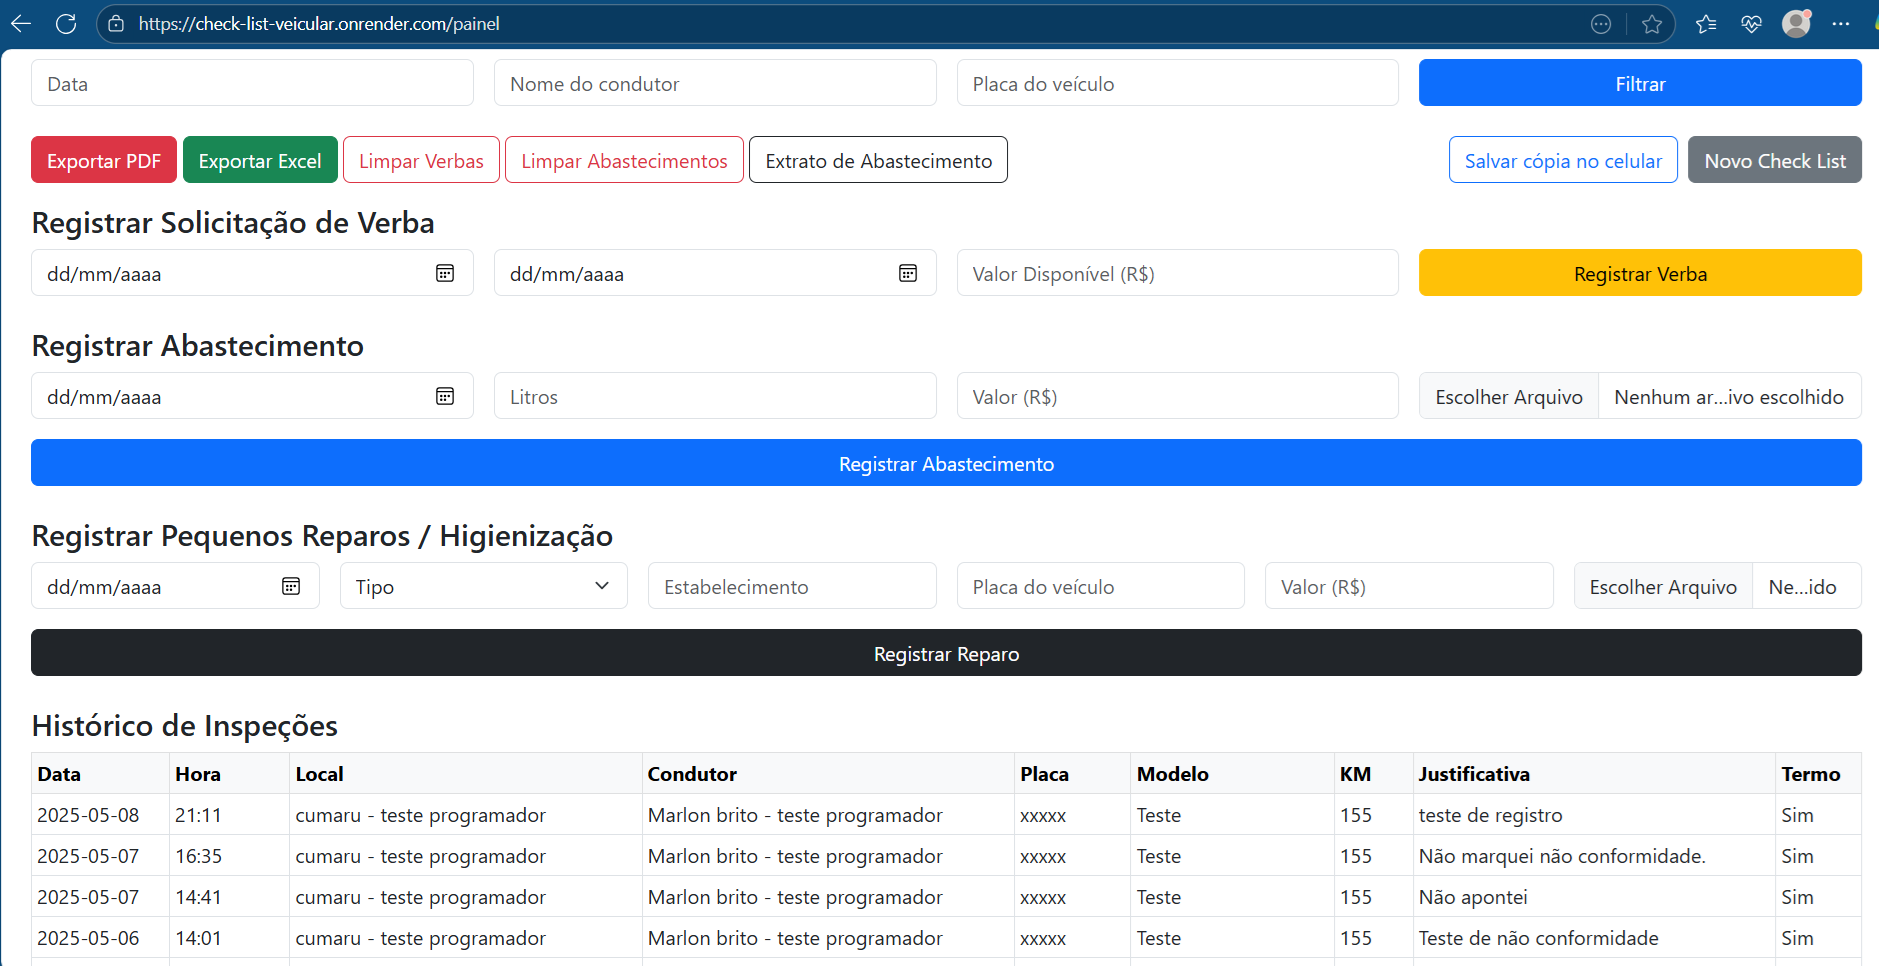 https://check-list-veicular.onrender.com/painel
Data Nome do condutor Placa do veículo Filtrar
Exportar PDF Exportar Excel Limpar Verbas Limpar Abastecimentos Extrato de Abastecimento Salvar cópia no celular Novo Check List
Registrar Solicitação de Verba
dd/mm/aaaa dd/mm/aaaa Valor Disponível (R$) Registrar Verba
Registrar Abastecimento
dd/mm/aaaa Litros Valor (R$) Escolher Arquivo Nenhum ar...ivo escolhido
Registrar Abastecimento
Registrar Pequenos Reparos / Higienização
dd/mm/aaaa Tipo Estabelecimento Placa do veículo Valor (R$) Escolher Arquivo Ne...ido
Registrar Reparo
Histórico de Inspeções
Data Hora Local Condutor Placa Modelo KM Justificativa Termo
2025-05-08 21:11 cumaru - teste programador Marlon brito - teste programador xxxxx Teste 155 teste de registro Sim
2025-05-07 16:35 cumaru - teste programador Marlon brito - teste programador xxxxx Teste 155 Não marquei não conformidade. Sim
2025-05-07 14:41 cumaru - teste programador Marlon brito - teste programador xxxxx Teste 155 Não apontei Sim
2025-05-06 14:01 cumaru - teste programador Marlon brito - teste programador xxxxx Teste 155 Teste de não conformidade Sim